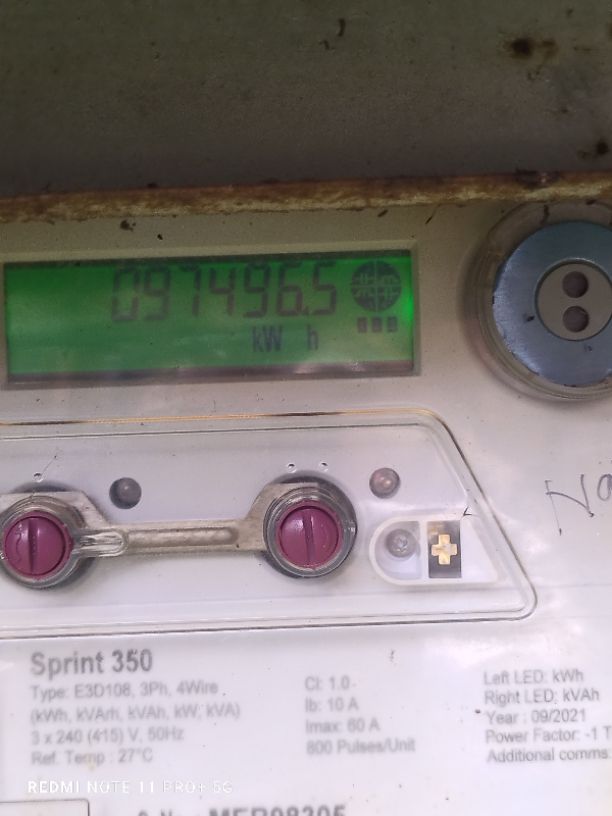 097496.5
kW h
Na
Sprint 350
Type: E3D108, 3Ph, 4Wire
(kWh, kVArh, kVAh, kW, kVA)
3 x 240 (415) V, 50Hz
Ref. Temp : 27°C
Cl: 1.0
Ib: 10 A
Imax: 60 A
800 Pulses/Unit
Left LED: kWh
Right LED: kVAh
Year : 09/2021
Power Factor: -1 T
Additional comms
REDMI NOTE 11 PRO+ 5G